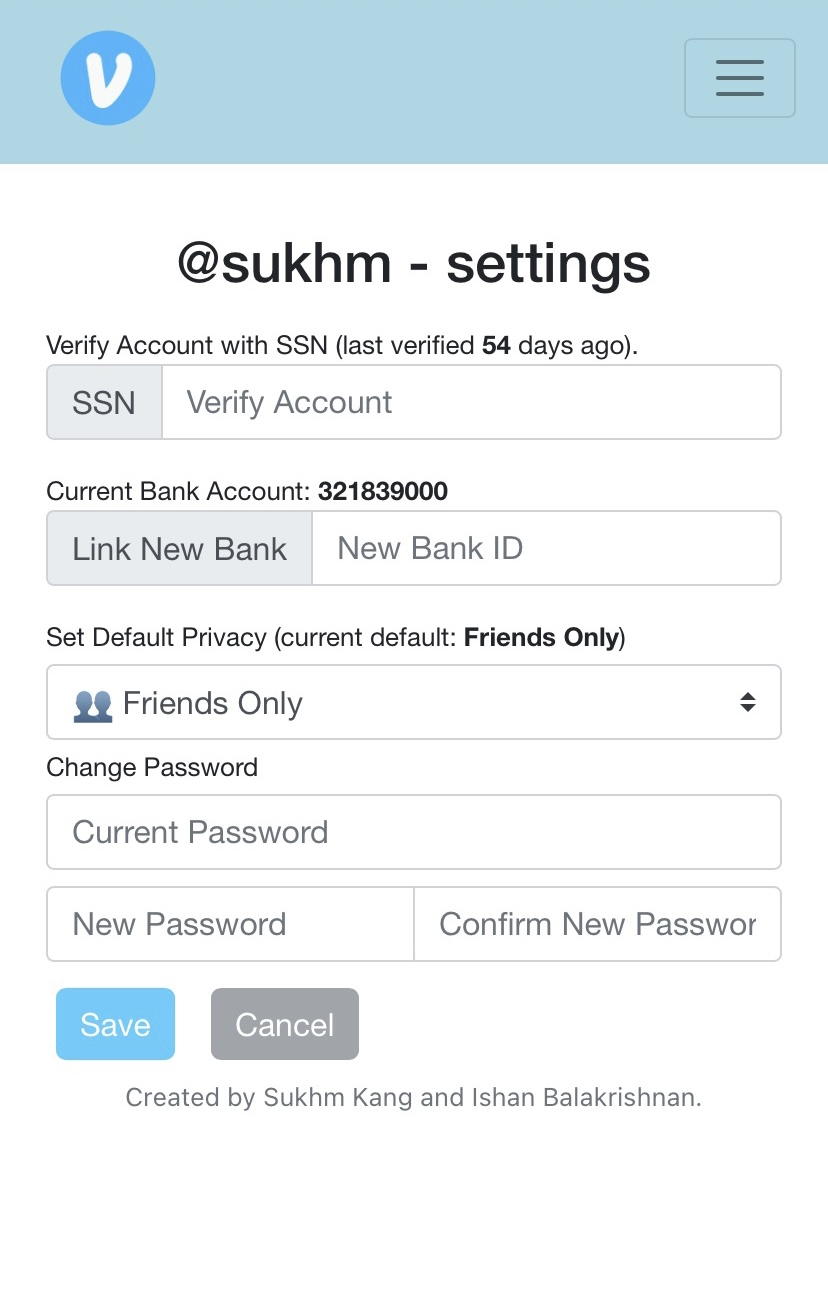 V
@sukhm - settings
Verify Account with SSN (last verified 54 days ago).
SSN Verify Account
Current Bank Account: 321839000
Link New Bank New Bank ID
Set Default Privacy (current default: Friends Only)
👥 Friends Only
Change Password
Current Password
New Password Confirm New Passwor
Save Cancel
Created by Sukhm Kang and Ishan Balakrishnan.